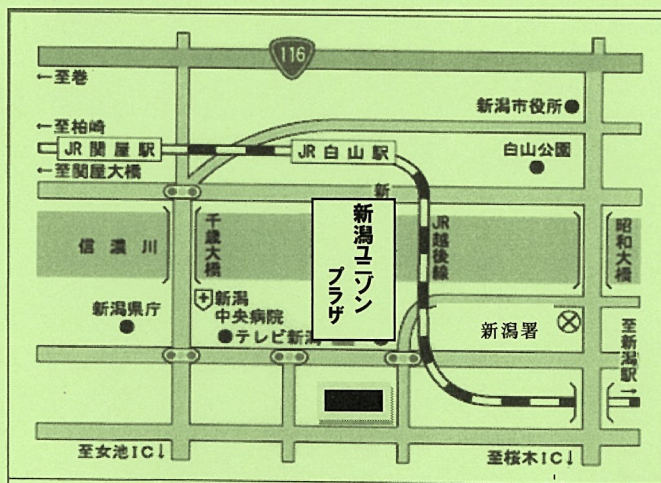 116
←至巻
新潟市役所
←至柏崎
JR関屋駅
JR白山駅
白山公園
←至関屋大橋
新
新潟ユニゾン
プラザ
信濃川
千歳大橋
JR越後線
昭和大橋
新潟
中央病院
新潟県庁
テレビ新潟
新潟署
至新潟駅→
至女池IC↓
至桜木IC↓